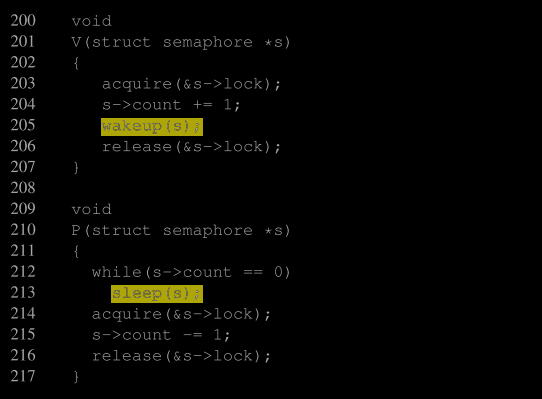 200 void
201 V(struct semaphore *s)
202 {
203 acquire(&s->lock);
204 s->count += 1;
205 wakeup(s);
206 release(&s->lock);
207 }
208
209 void
210 P(struct semaphore *s)
211 {
212 while(s->count == 0)
213 sleep(s);
214 acquire(&s->lock);
215 s->count -= 1;
216 release(&s->lock);
217 }